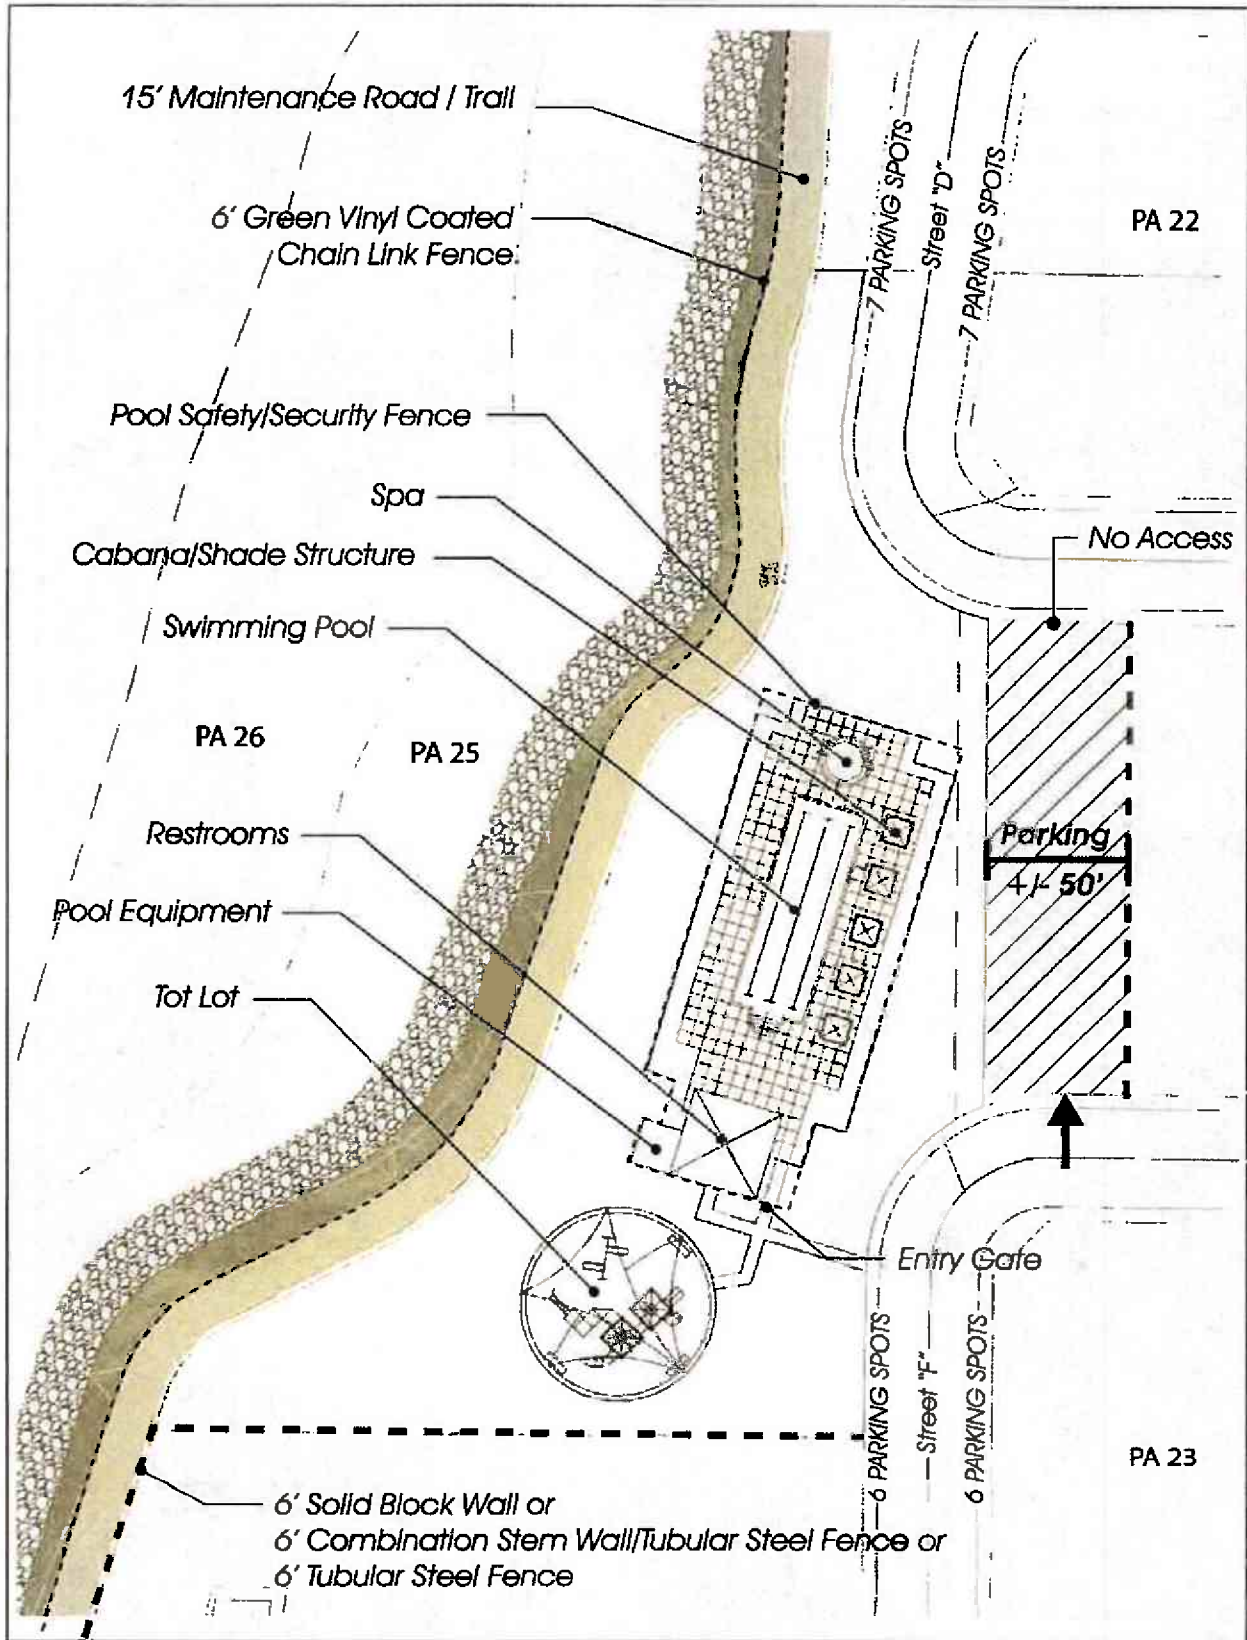 15' Maintenance Road / Trail
6' Green Vinyl Coated
Chain Link Fence
7 PARKING SPOTS
Street "D"
7 PARKING SPOTS
PA 22
Pool Safety/Security Fence
Spa
No Access
Cabana/Shade Structure
Swimming Pool
PA 26
PA 25
Restrooms
Parking
+/- 50'
Pool Equipment
Tot Lot
Entry Gate
6 PARKING SPOTS
Street "F"
6 PARKING SPOTS
PA 23
6' Solid Block Wall or
6' Combination Stem Wall/Tubular Steel Fence or
6' Tubular Steel Fence